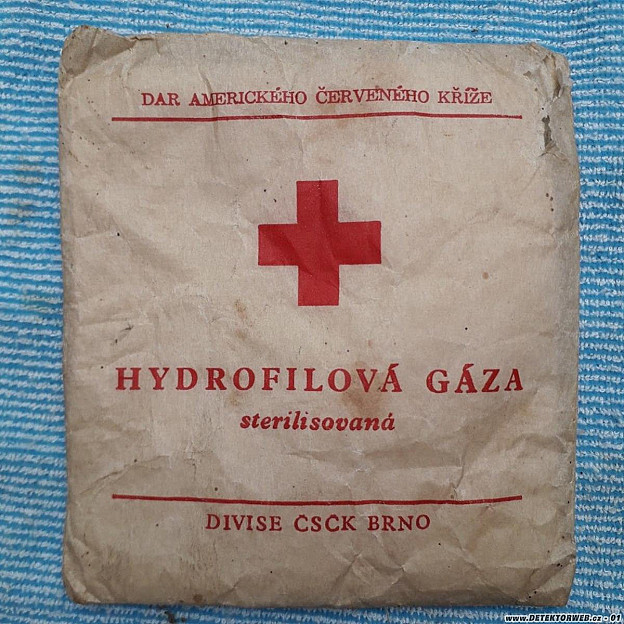 DAR AMERICKÉHO ČERVENÉHO KŘÍŽE
HYDROFILOVÁ GÁZA
sterilisovaná
DIVISE ČSČK BRNO
www.DETEKTORWEB.cz - 01